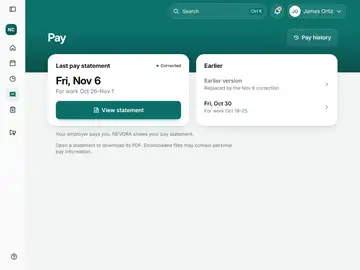 Search
Ctrl K
JO
James Ortiz
NC
Pay
Pay history
Last pay statement
Corrected
Fri, Nov 6
For work Oct 26–Nov 1
View statement
Earlier
Earlier version
Replaced by the Nov 6 correction
Fri, Oct 30
For work Oct 19–25
Your employer pays you. NEVORA shows your pay statement.
Open a statement to download its PDF. Downloaded files may contain personal
pay information.